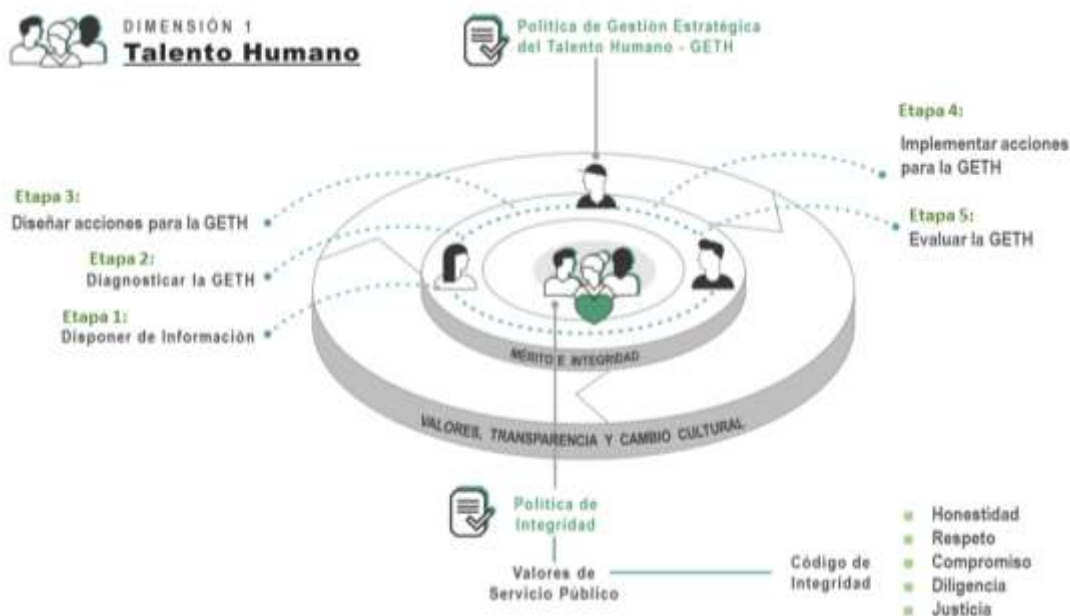 DIMENSIÓN 1
Talento Humano
Política de Gestión Estratégica
del Talento Humano - GETH
Etapa 4:
Implementar acciones
para la GETH
Etapa 3:
Diseñar acciones para la GETH
Etapa 5:
Evaluar la GETH
Etapa 2:
Diagnosticar la GETH
Etapa 1:
Disponer de Información
MÉRITO E INTEGRIDAD
VALORES, TRANSPARENCIA Y CAMBIO CULTURAL
Política de
Integridad
Valores de
Servicio Público
Código de
Integridad
Honestidad
Respeto
Compromiso
Diligencia
Justicia